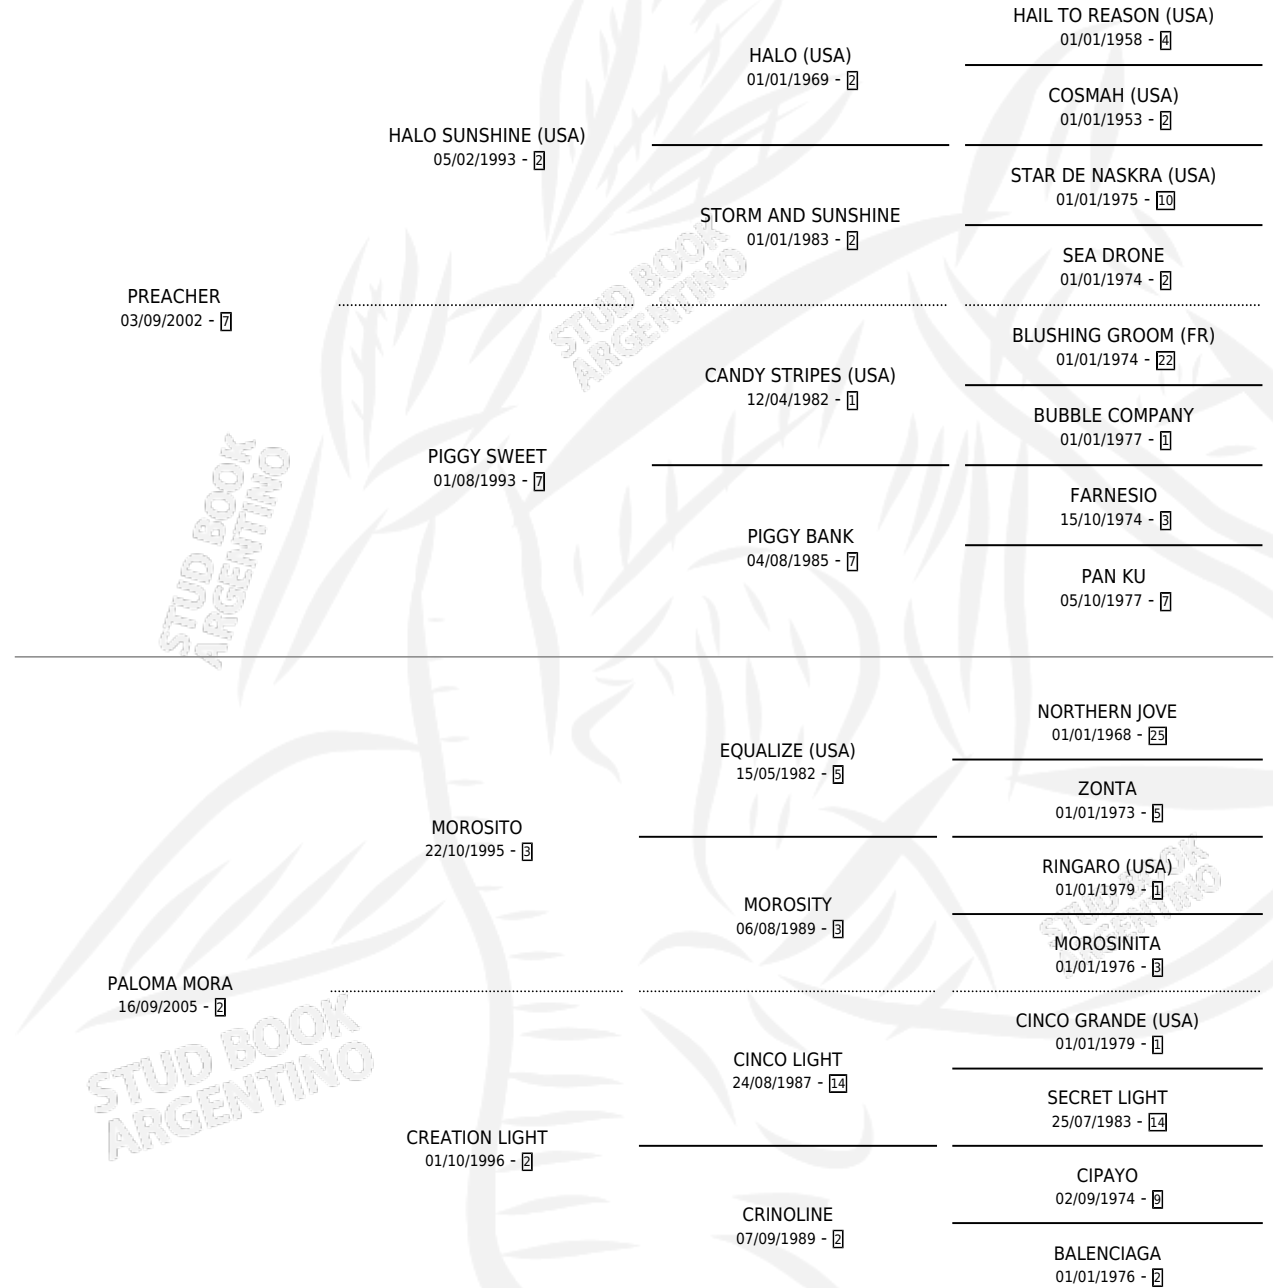 HAIL TO REASON (USA)
01/01/1958 - 4
HALO (USA)
01/01/1969 - 2
COSMAH (USA)
01/01/1953 - 2
HALO SUNSHINE (USA)
05/02/1993 - 2
STAR DE NASKRA (USA)
01/01/1975 - 10
STORM AND SUNSHINE
01/01/1983 - 2
SEA DRONE
01/01/1974 - 2
PREACHER
03/09/2002 - 7
STUD BOOK
ARGENTINO
BLUSHING GROOM (FR)
01/01/1974 - 22
CANDY STRIPES (USA)
12/04/1982 - 1
BUBBLE COMPANY
01/01/1977 - 1
PIGGY SWEET
01/08/1993 - 7
FARNESIO
15/10/1974 - 3
PIGGY BANK
04/08/1985 - 7
PAN KU
05/10/1977 - 7
STUD BOOK
ARGENTINO
NORTHERN JOVE
01/01/1968 - 25
EQUALIZE (USA)
15/05/1982 - 5
ZONTA
01/01/1973 - 5
MOROSITO
22/10/1995 - 3
RINGARO (USA)
01/01/1979 - 1
MOROSITY
06/08/1989 - 3
MOROSINITA
01/01/1976 - 3
STUD BOOK
ARGENTINO
PALOMA MORA
16/09/2005 - 2
CINCO GRANDE (USA)
01/01/1979 - 1
CINCO LIGHT
24/08/1987 - 14
SECRET LIGHT
25/07/1983 - 14
STUD BOOK
ARGENTINO
CREATION LIGHT
01/10/1996 - 2
CIPAYO
02/09/1974 - 9
CRINOLINE
07/09/1989 - 2
BALENCIAGA
01/01/1976 - 2